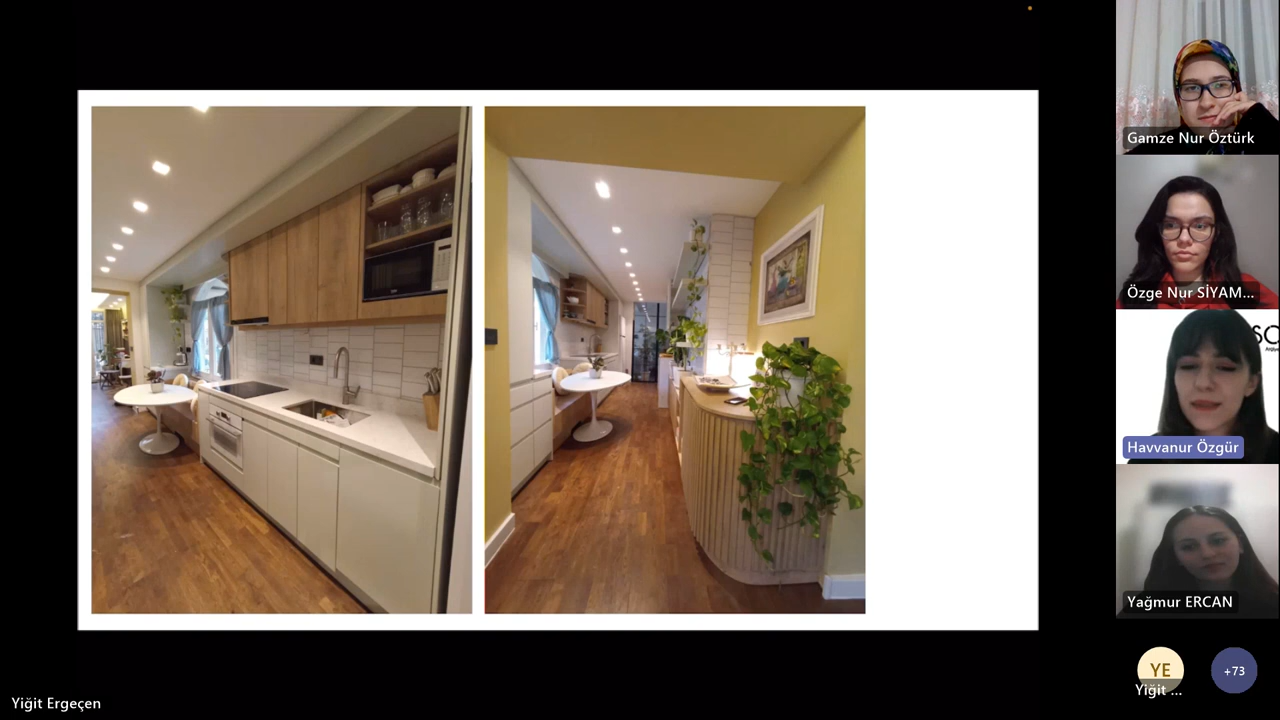 Gamze Nur Öztürk
Özge Nur SİYAM...
Havvanur Özgür
Yağmur ERCAN
YE
Yiğit ...
+73
Yiğit Ergeçen